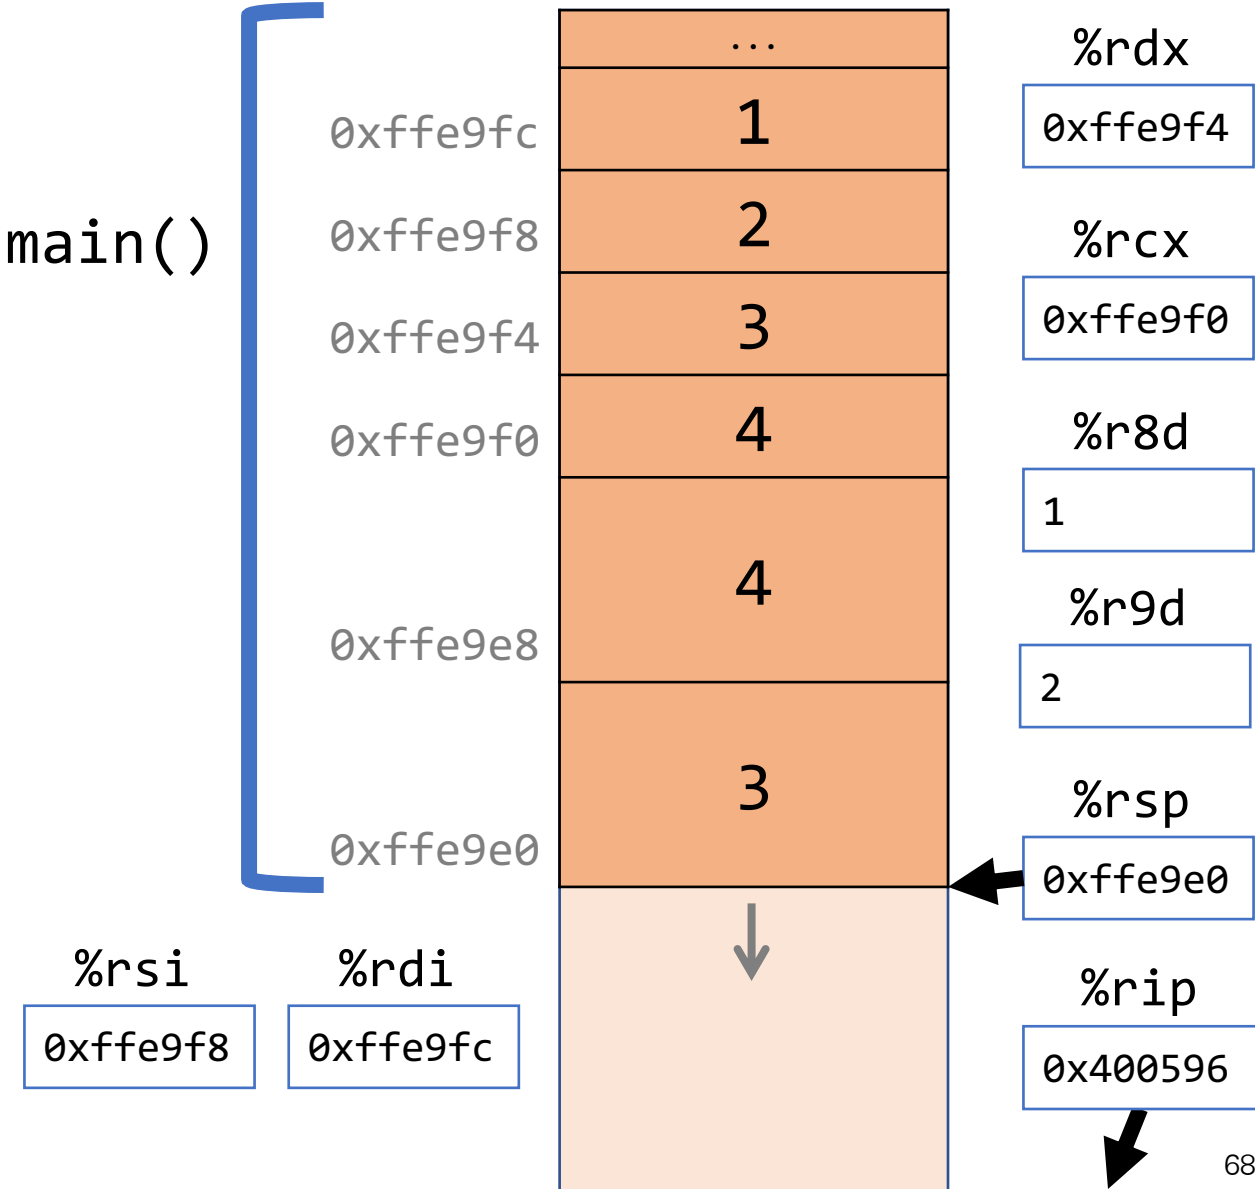 ...
%rdx
0xffe9fc
1
0xffe9f4
main()
0xffe9f8
2
%rcx
0xffe9f4
3
0xffe9f0
0xffe9f0
4
%r8d
1
0xffe9e8
4
%r9d
2
0xffe9e0
3
%rsp
0xffe9e0
%rsi
%rdi
0xffe9f8
0xffe9fc
%rip
0x400596
68